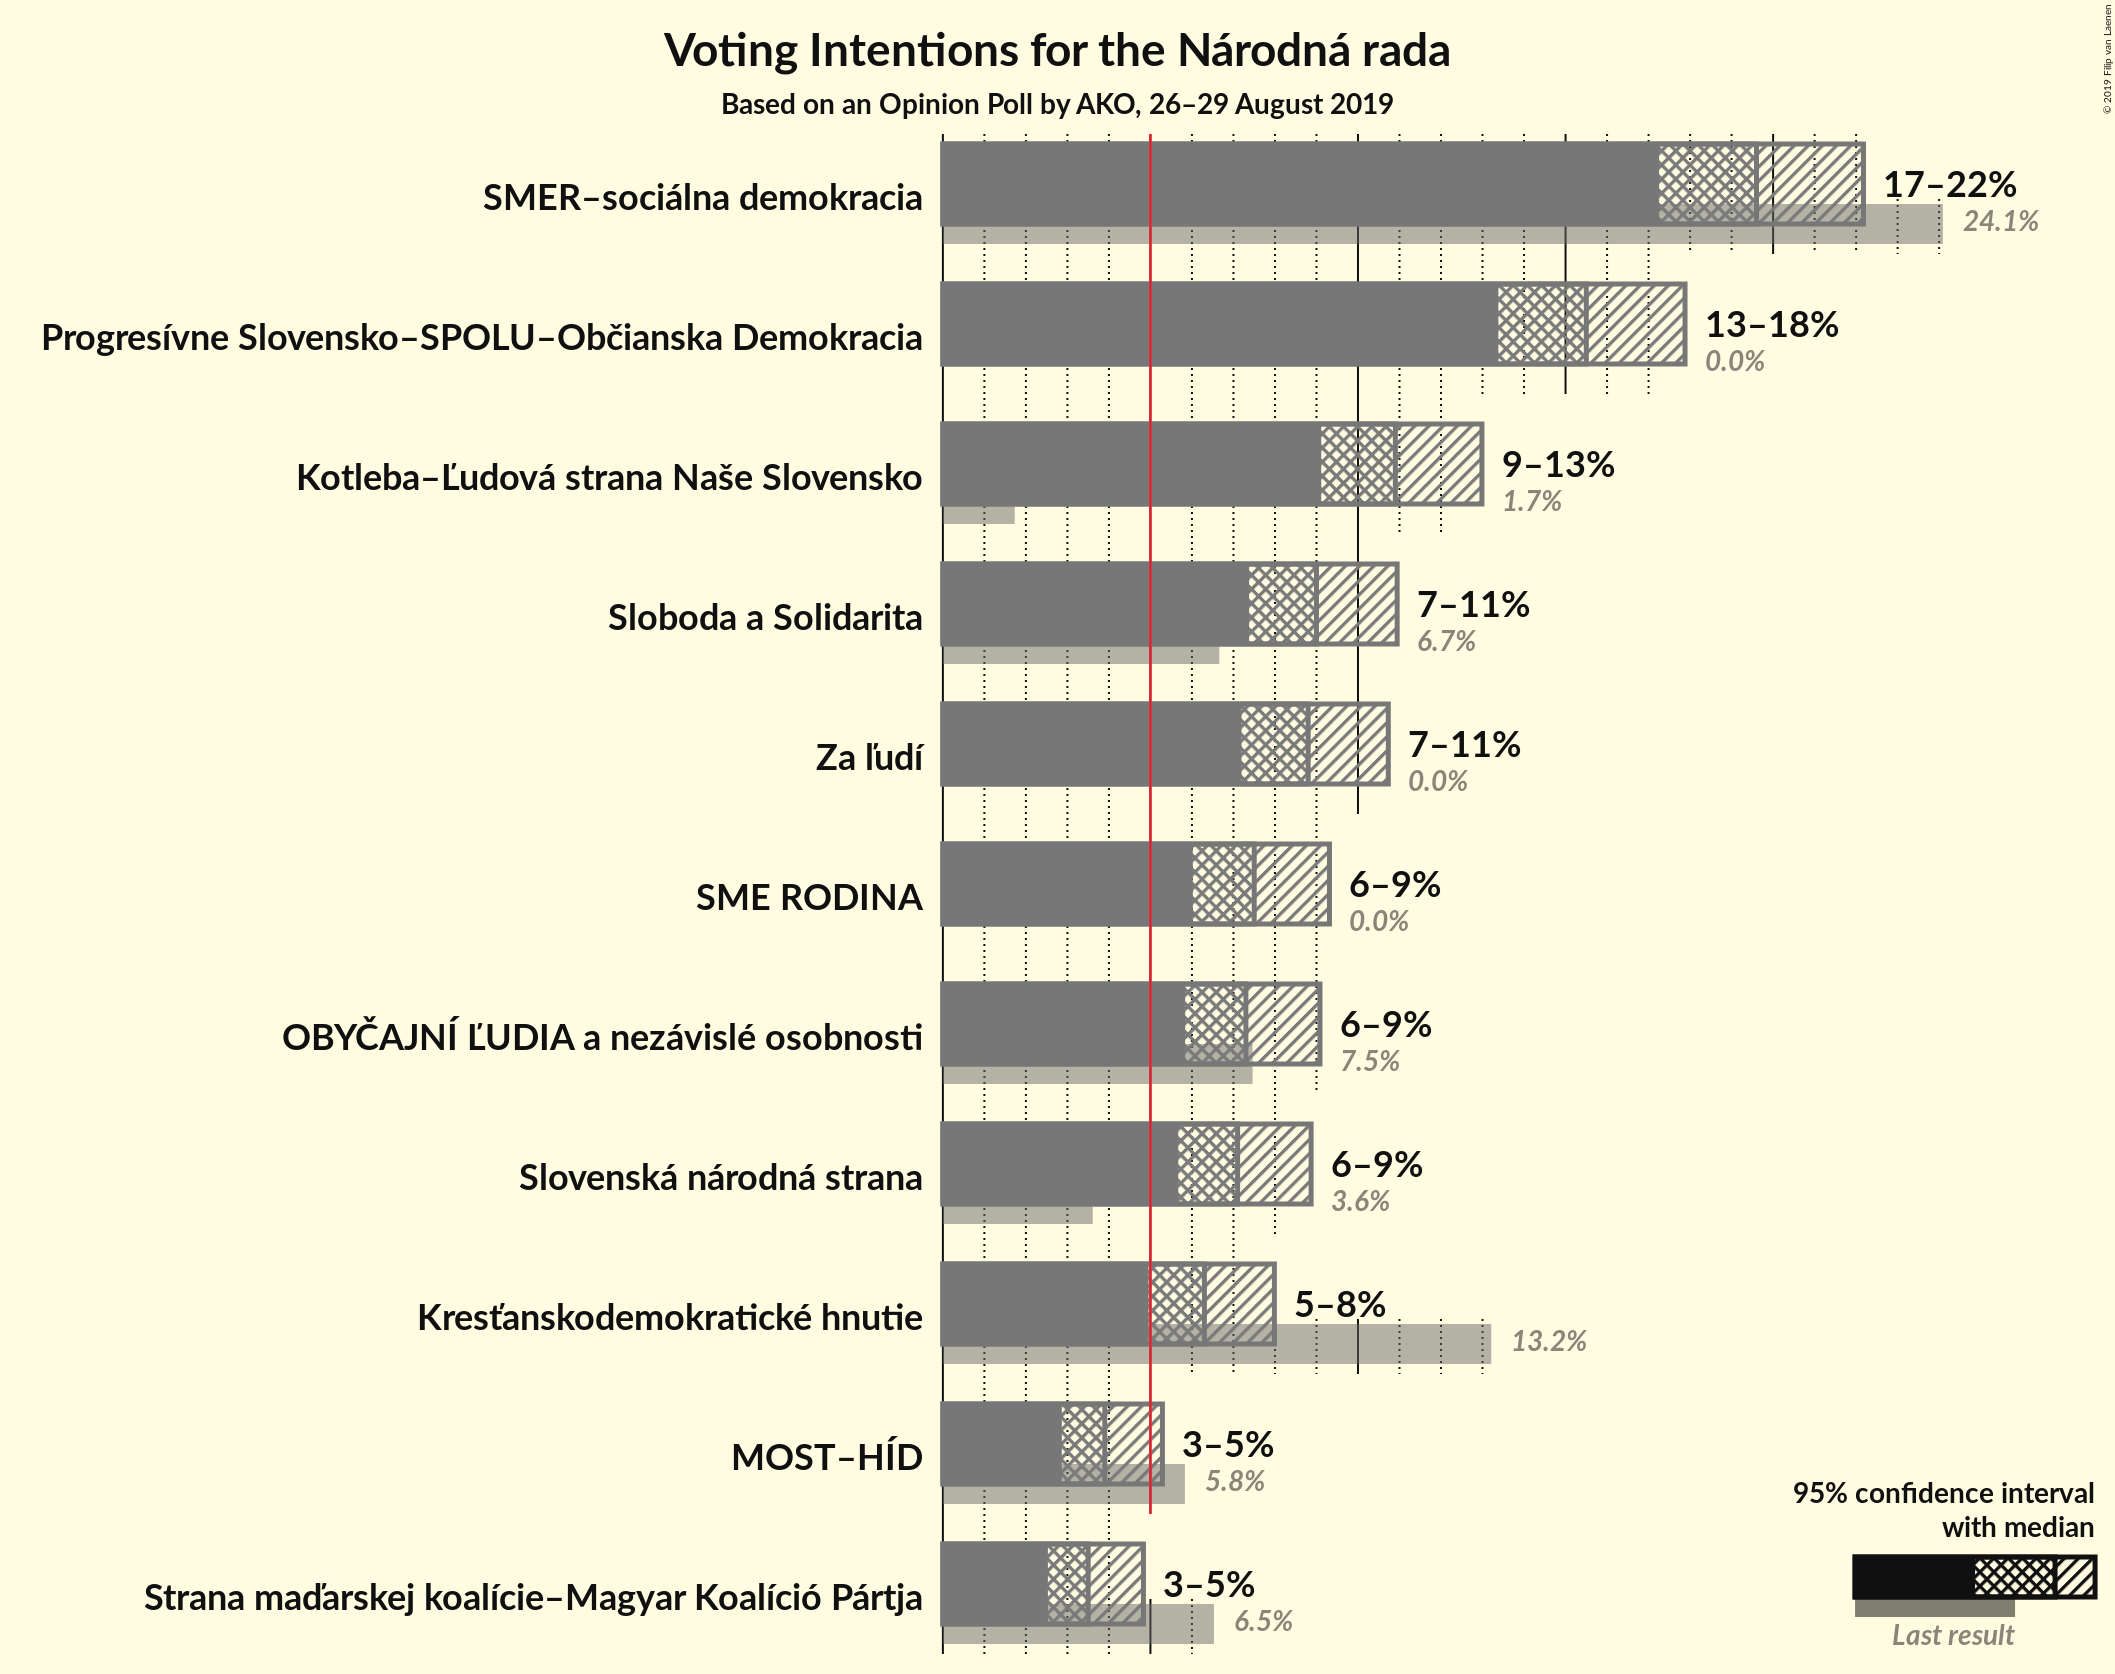 © 2019 Filip van Laenen
Voting Intentions for the Národná rada
Based on an Opinion Poll by AKO, 26–29 August 2019
SMER–sociálna demokracia
17–22%
24.1%
Progresívne Slovensko–SPOLU–Občianska Demokracia
13–18%
0.0%
Kotleba–Ľudová strana Naše Slovensko
9–13%
1.7%
Sloboda a Solidarita
7–11%
6.7%
Za ľudí
7–11%
0.0%
SME RODINA
6–9%
0.0%
OBYČAJNÍ ĽUDIA a nezávislé osobnosti
6–9%
7.5%
Slovenská národná strana
6–9%
3.6%
Kresťanskodemokratické hnutie
5–8%
13.2%
MOST–HÍD
3–5%
5.8%
Strana maďarskej koalície–Magyar Koalíció Pártja
3–5%
6.5%
95% confidence interval
with median
Last result